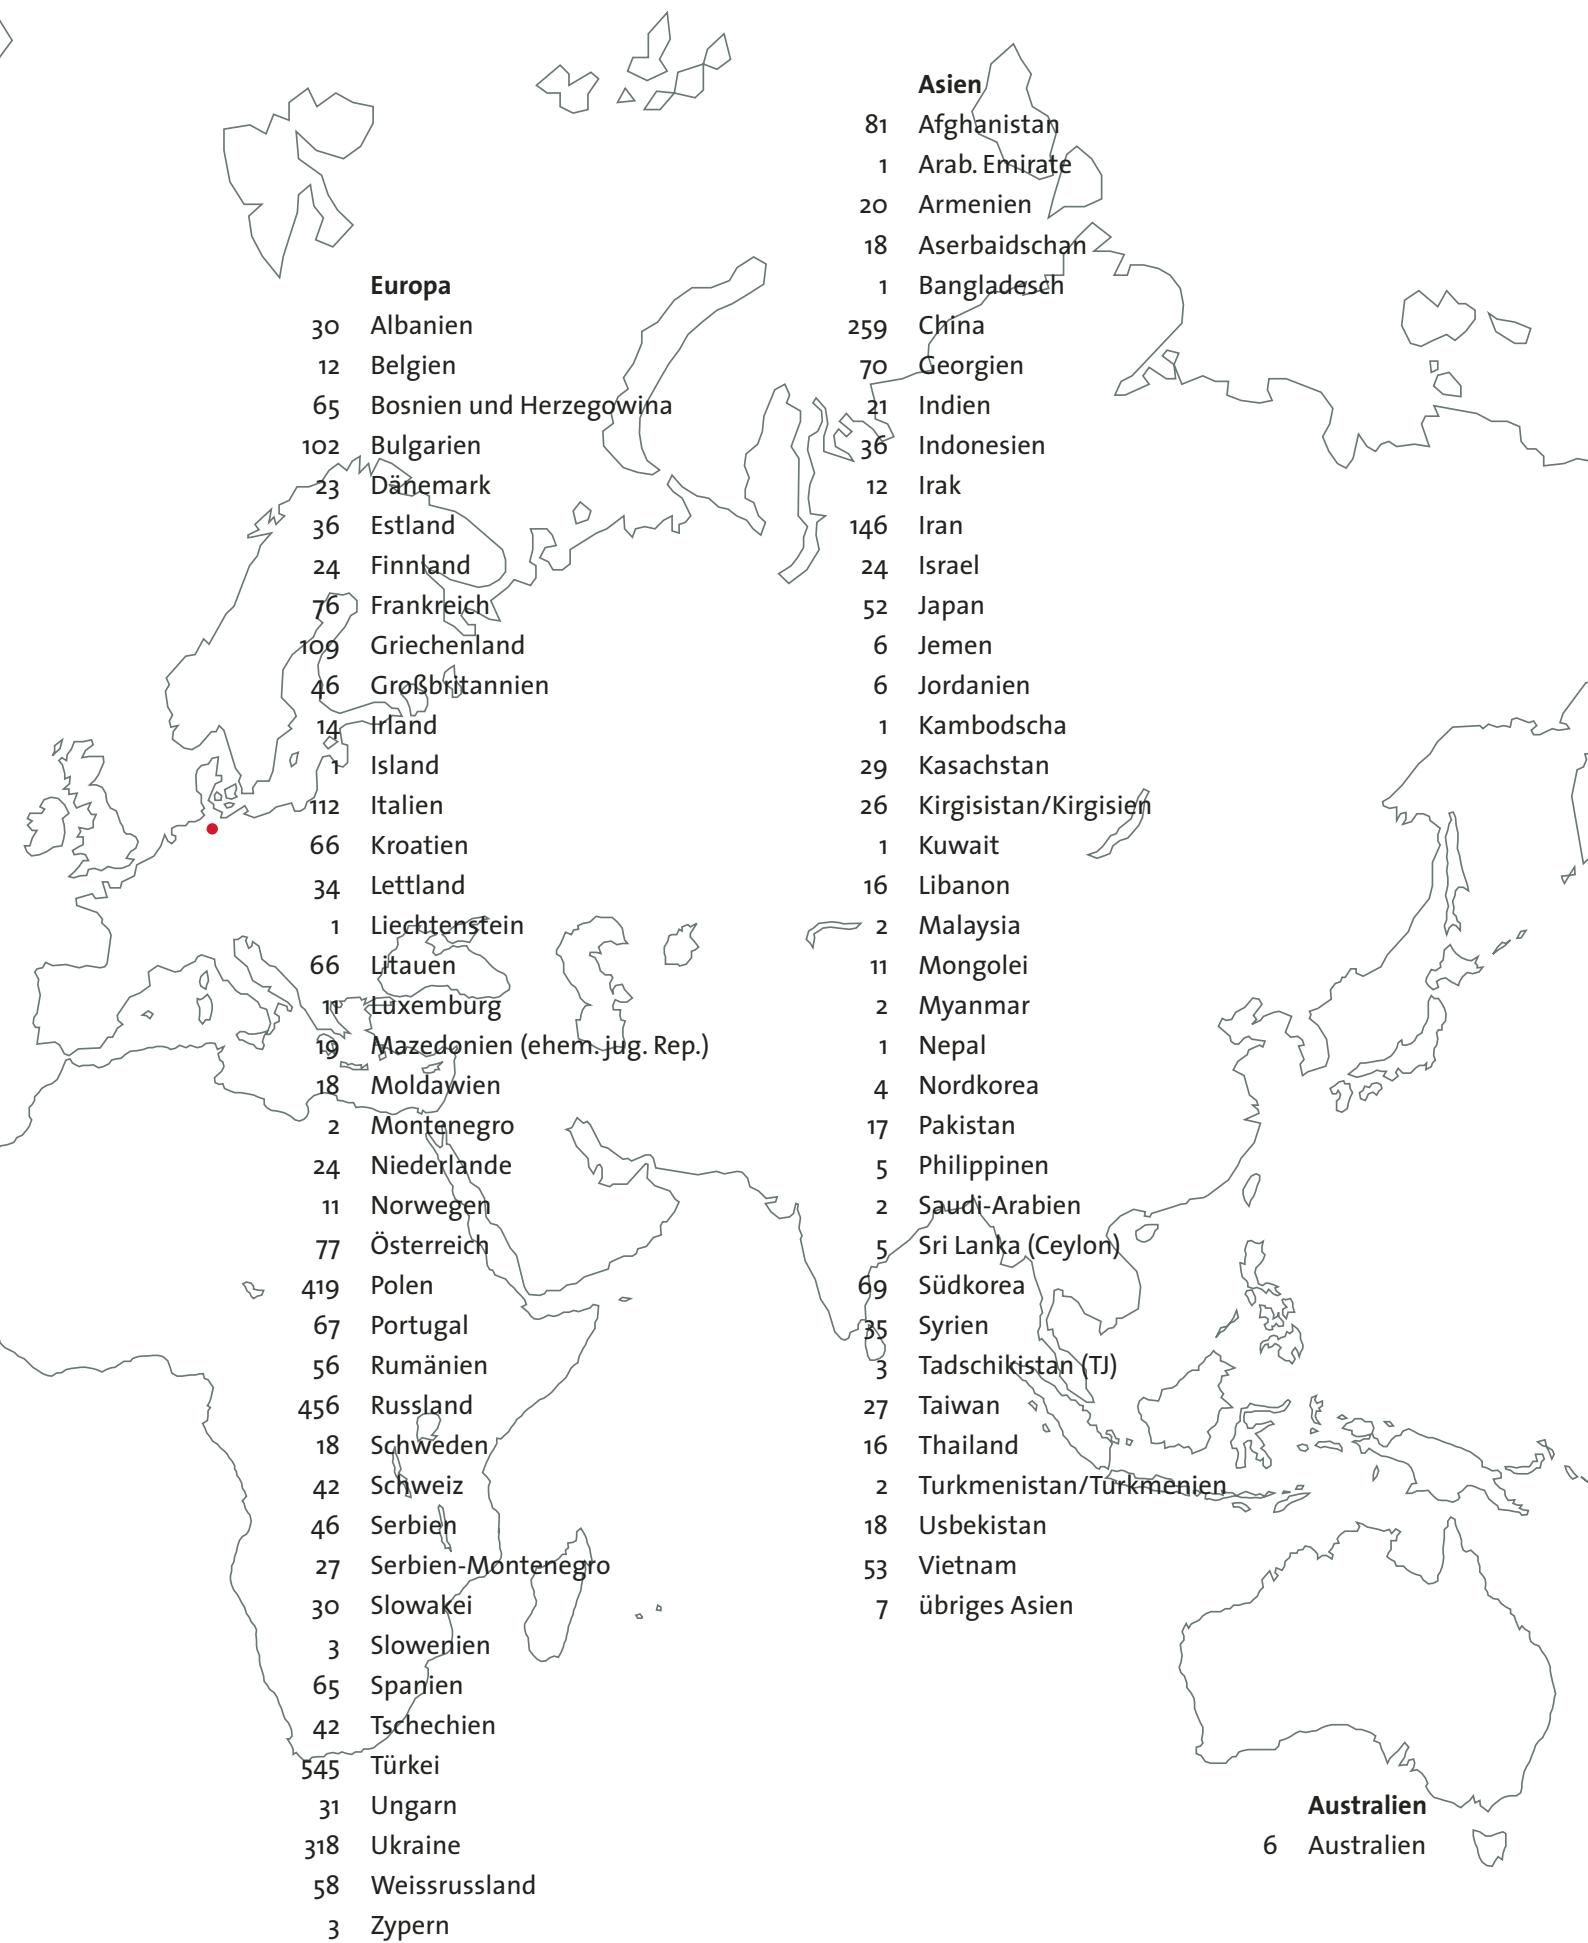 Europa
30 Albanien
12 Belgien
65 Bosnien und Herzegowina
102 Bulgarien
23 Dänemark
36 Estland
24 Finnland
76 Frankreich
109 Griechenland
46 Großbritannien
14 Irland
1 Island
112 Italien
66 Kroatien
34 Lettland
1 Liechtenstein
66 Litauen
11 Luxemburg
19 Mazedonien (ehem. jug. Rep.)
18 Moldawien
2 Montenegro
24 Niederlande
11 Norwegen
77 Österreich
419 Polen
67 Portugal
56 Rumänien
456 Russland
18 Schweden
42 Schweiz
46 Serbien
27 Serbien-Montenegro
30 Slowakei
3 Slowenien
65 Spanien
42 Tschechien
545 Türkei
31 Ungarn
318 Ukraine
58 Weissrussland
3 Zypern
Asien
81 Afghanistan
1 Arab. Emirate
20 Armenien
18 Aserbaidschan
1 Bangladesch
259 China
70 Georgien
21 Indien
36 Indonesien
12 Irak
146 Iran
24 Israel
52 Japan
6 Jemen
6 Jordanien
1 Kambodscha
29 Kasachstan
26 Kirgisistan/Kirgisien
1 Kuwait
16 Libanon
2 Malaysia
11 Mongolei
2 Myanmar
1 Nepal
4 Nordkorea
17 Pakistan
5 Philippinen
2 Saudi-Arabien
5 Sri Lanka (Ceylon)
69 Südkorea
35 Syrien
3 Tadschikistan (TJ)
27 Taiwan
16 Thailand
2 Turkmenistan/Turkmenien
18 Usbekistan
53 Vietnam
7 übriges Asien
Australien
6 Australien